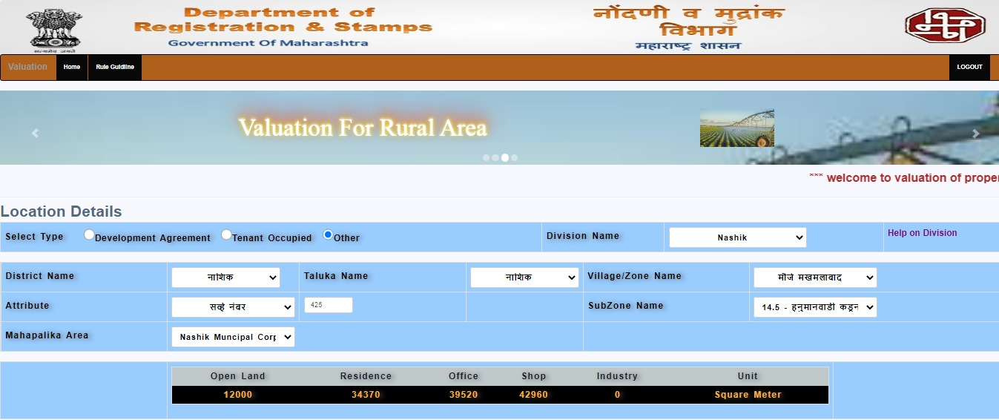 Department of
Registration & Stamps
Government Of Maharashtra
नोंदणी व मुद्रांक
विभाग
महाराष्ट्र शासन
सत्यमेव जयते
Valuation Home Rule Guidline LOGOUT
Valuation For Rural Area
*** welcome to valuation of proper
Location Details
Select Type Development Agreement Tenant Occupied Other Division Name Nashik Help on Division
District Name नाशिक Taluka Name नाशिक Village/Zone Name मौजे मखमलाबाद
Attribute सर्व्हे नंबर 425 SubZone Name 14.5 - हनुमानवाडी कडून
Mahapalika Area Nashik Muncipal Corp
Open Land Residence Office Shop Industry Unit
12000 34370 39520 42960 0 Square Meter